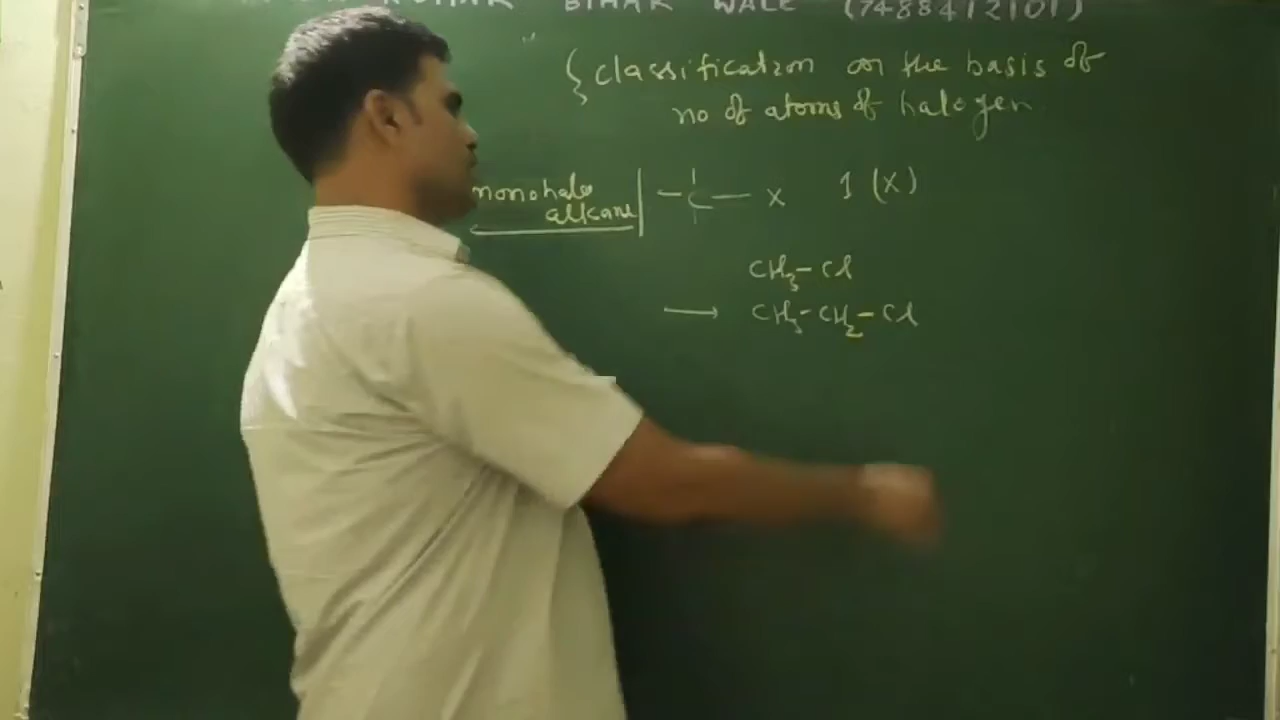 KUMAR BIHAR WALE (7488412101)
{ classification on the basis of
no of atoms of halogen
monohalo
alkane
-C-X 1 (X)
CH3-Cl
→ CH3-CH2-Cl